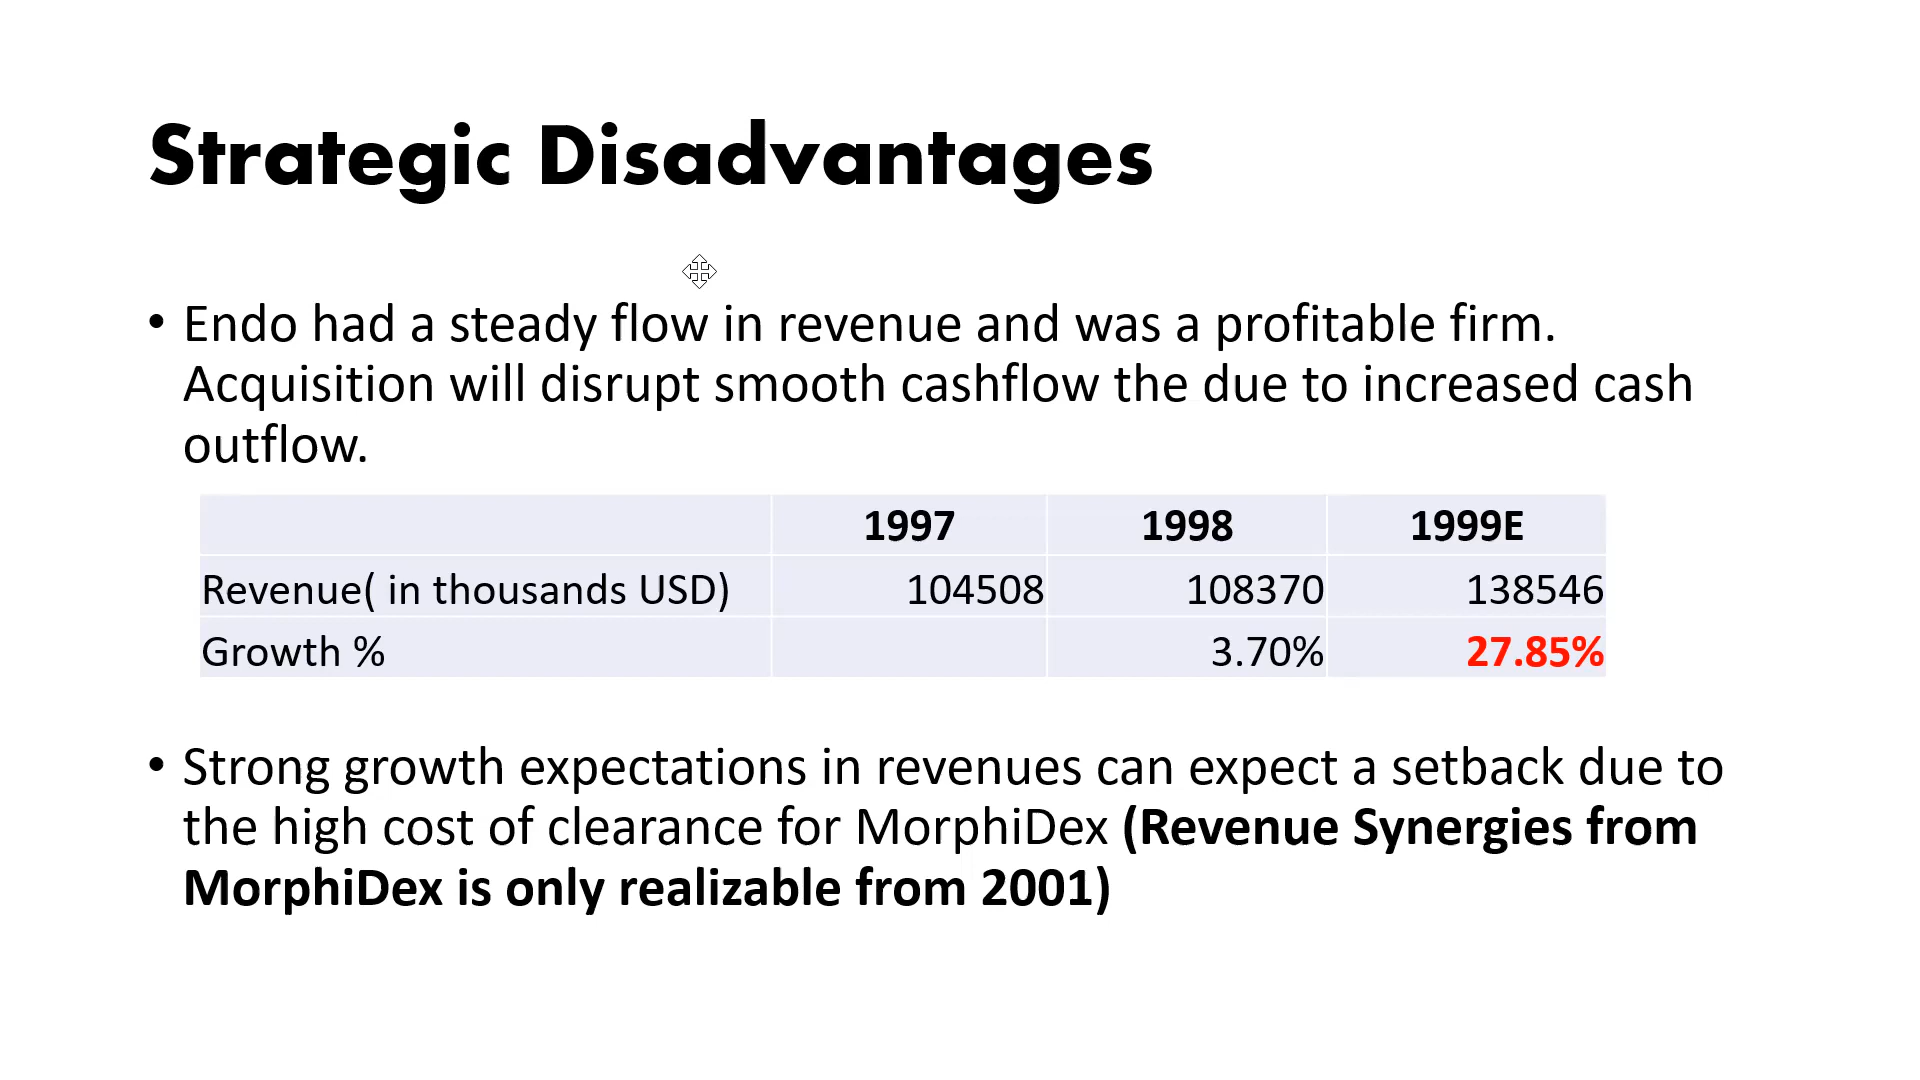 Strategic Disadvantages
• Endo had a steady flow in revenue and was a profitable firm.
Acquisition will disrupt smooth cashflow the due to increased cash
outflow.
1997 1998 1999E
Revenue( in thousands USD) 104508 108370 138546
Growth % 3.70% 27.85%
• Strong growth expectations in revenues can expect a setback due to
the high cost of clearance for MorphiDex (Revenue Synergies from
MorphiDex is only realizable from 2001)